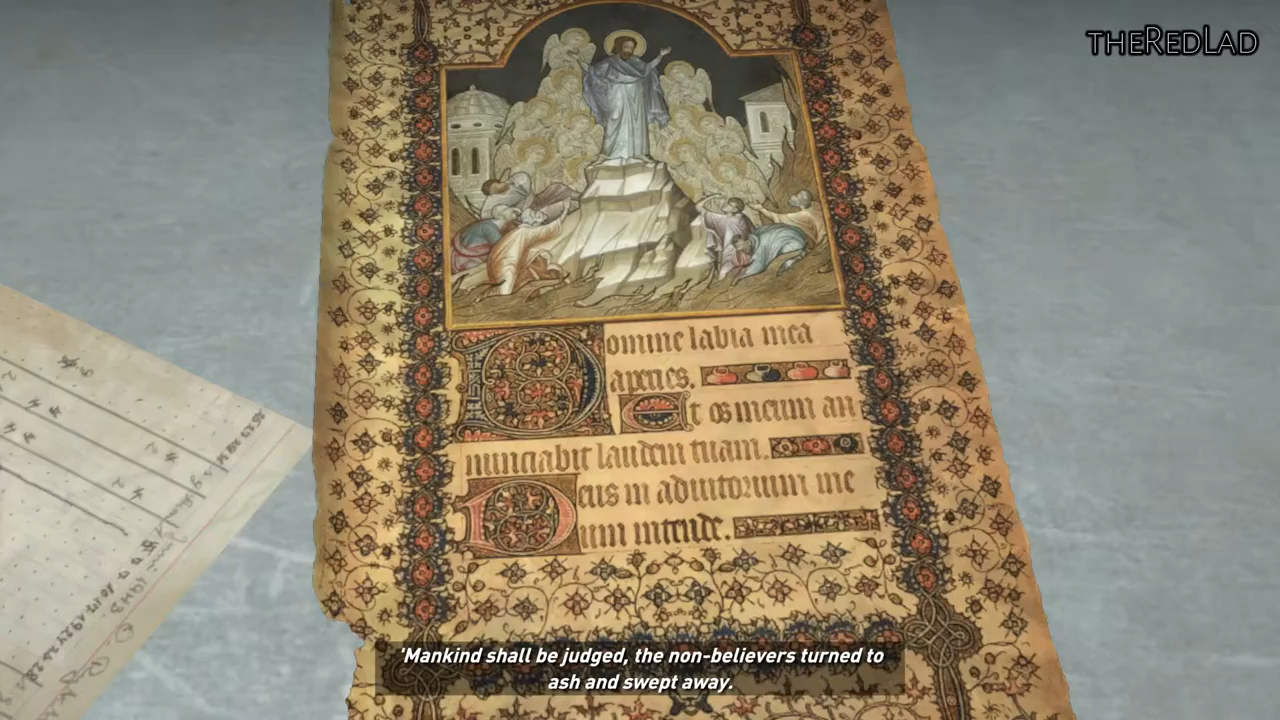 THEREDLAD
Domine labia mea
aperies.
Et os meum an
nunciabit laudem tuam.
Deus in adiutorium me
um intende.
'Mankind shall be judged, the non-believers turned to
ash and swept away.